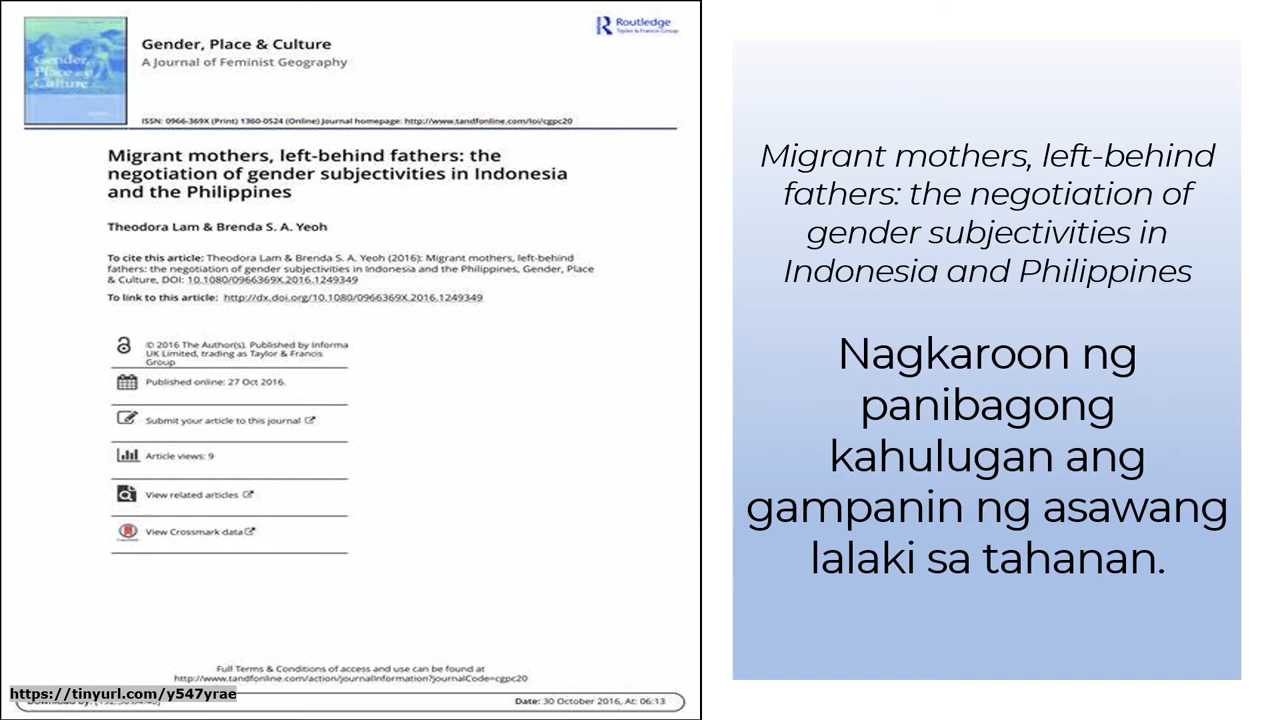 Gender,
Place and
Culture
Gender, Place & Culture
A Journal of Feminist Geography
Routledge
Taylor & Francis Group
ISSN: 0966-369X (Print) 1360-0524 (Online) Journal homepage: http://www.tandfonline.com/loi/cgpc20
Migrant mothers, left-behind fathers: the
negotiation of gender subjectivities in Indonesia
and the Philippines
Theodora Lam & Brenda S. A. Yeoh
To cite this article: Theodora Lam & Brenda S. A. Yeoh (2016): Migrant mothers, left-behind
fathers: the negotiation of gender subjectivities in Indonesia and the Philippines, Gender, Place
& Culture, DOI: 10.1080/0966369X.2016.1249349
To link to this article: http://dx.doi.org/10.1080/0966369X.2016.1249349
© 2016 The Author(s). Published by Informa
UK Limited, trading as Taylor & Francis
Group
Published online: 27 Oct 2016.
Submit your article to this journal
Article views: 9
View related articles
View Crossmark data
Full Terms & Conditions of access and use can be found at
http://www.tandfonline.com/action/journalInformation?journalCode=cgpc20
https://tinyurl.com/y547yrae
Date: 30 October 2016, At: 06:13
Migrant mothers, left-behind
fathers: the negotiation of
gender subjectivities in
Indonesia and Philippines
Nagkaroon ng
panibagong
kahulugan ang
gampanin ng asawang
lalaki sa tahanan.